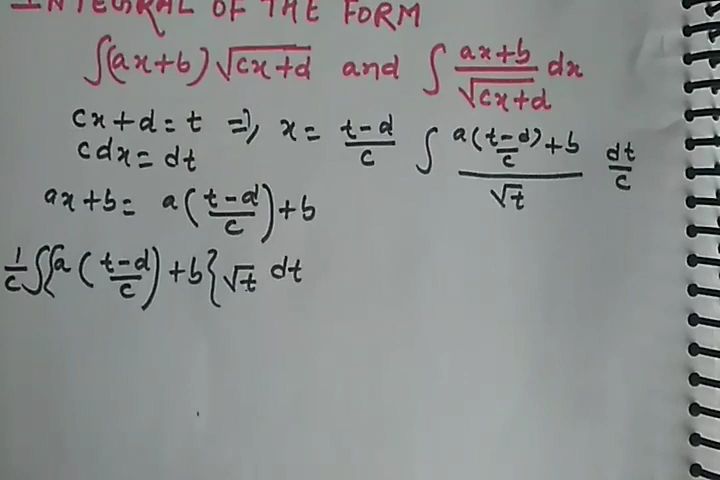 INTEGRAL OF THE FORM
∫(ax+b) √(cx+d) and ∫ (ax+b)/√(cx+d) dx
cx+d = t ⇒, x = (t-d)/c ∫ (a((t-d)/c)+b)/√t dt/c
cdx = dt
ax+b = a((t-d)/c)+b
1/c ∫{a((t-d)/c)+b} √t dt